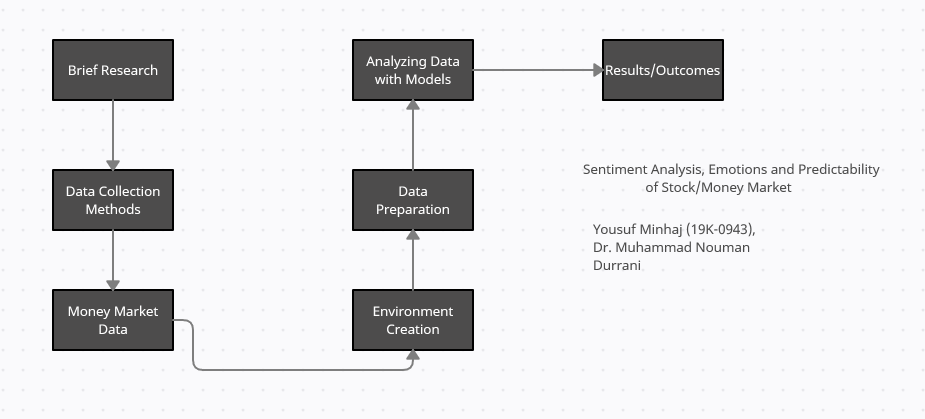 Brief Research
Data Collection
Methods
Money Market
Data
Environment
Creation
Data
Preparation
Analyzing Data
with Models
Results/Outcomes
Sentiment Analysis, Emotions and Predictability
of Stock/Money Market
Yousuf Minhaj (19K-0943),
Dr. Muhammad Nouman
Durrani